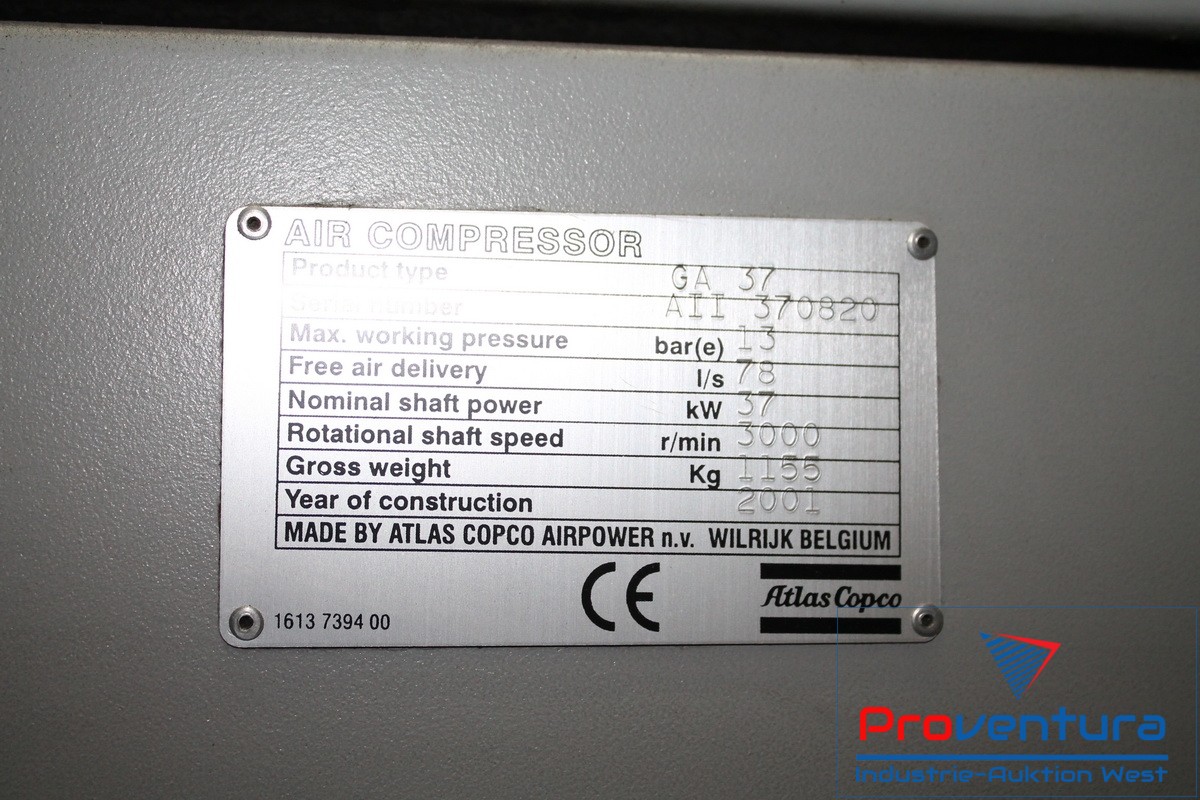 AIR COMPRESSOR
Product type GA 37
Serial number AII 370820
Max. working pressure bar(e) 13
Free air delivery l/s 78
Nominal shaft power kW 37
Rotational shaft speed r/min 3000
Gross weight Kg 1155
Year of construction 2001
MADE BY ATLAS COPCO AIRPOWER n.v. WILRIJK BELGIUM
CE
Atlas Copco
1613 7394 00
Proventura
Industrie-Auktion West